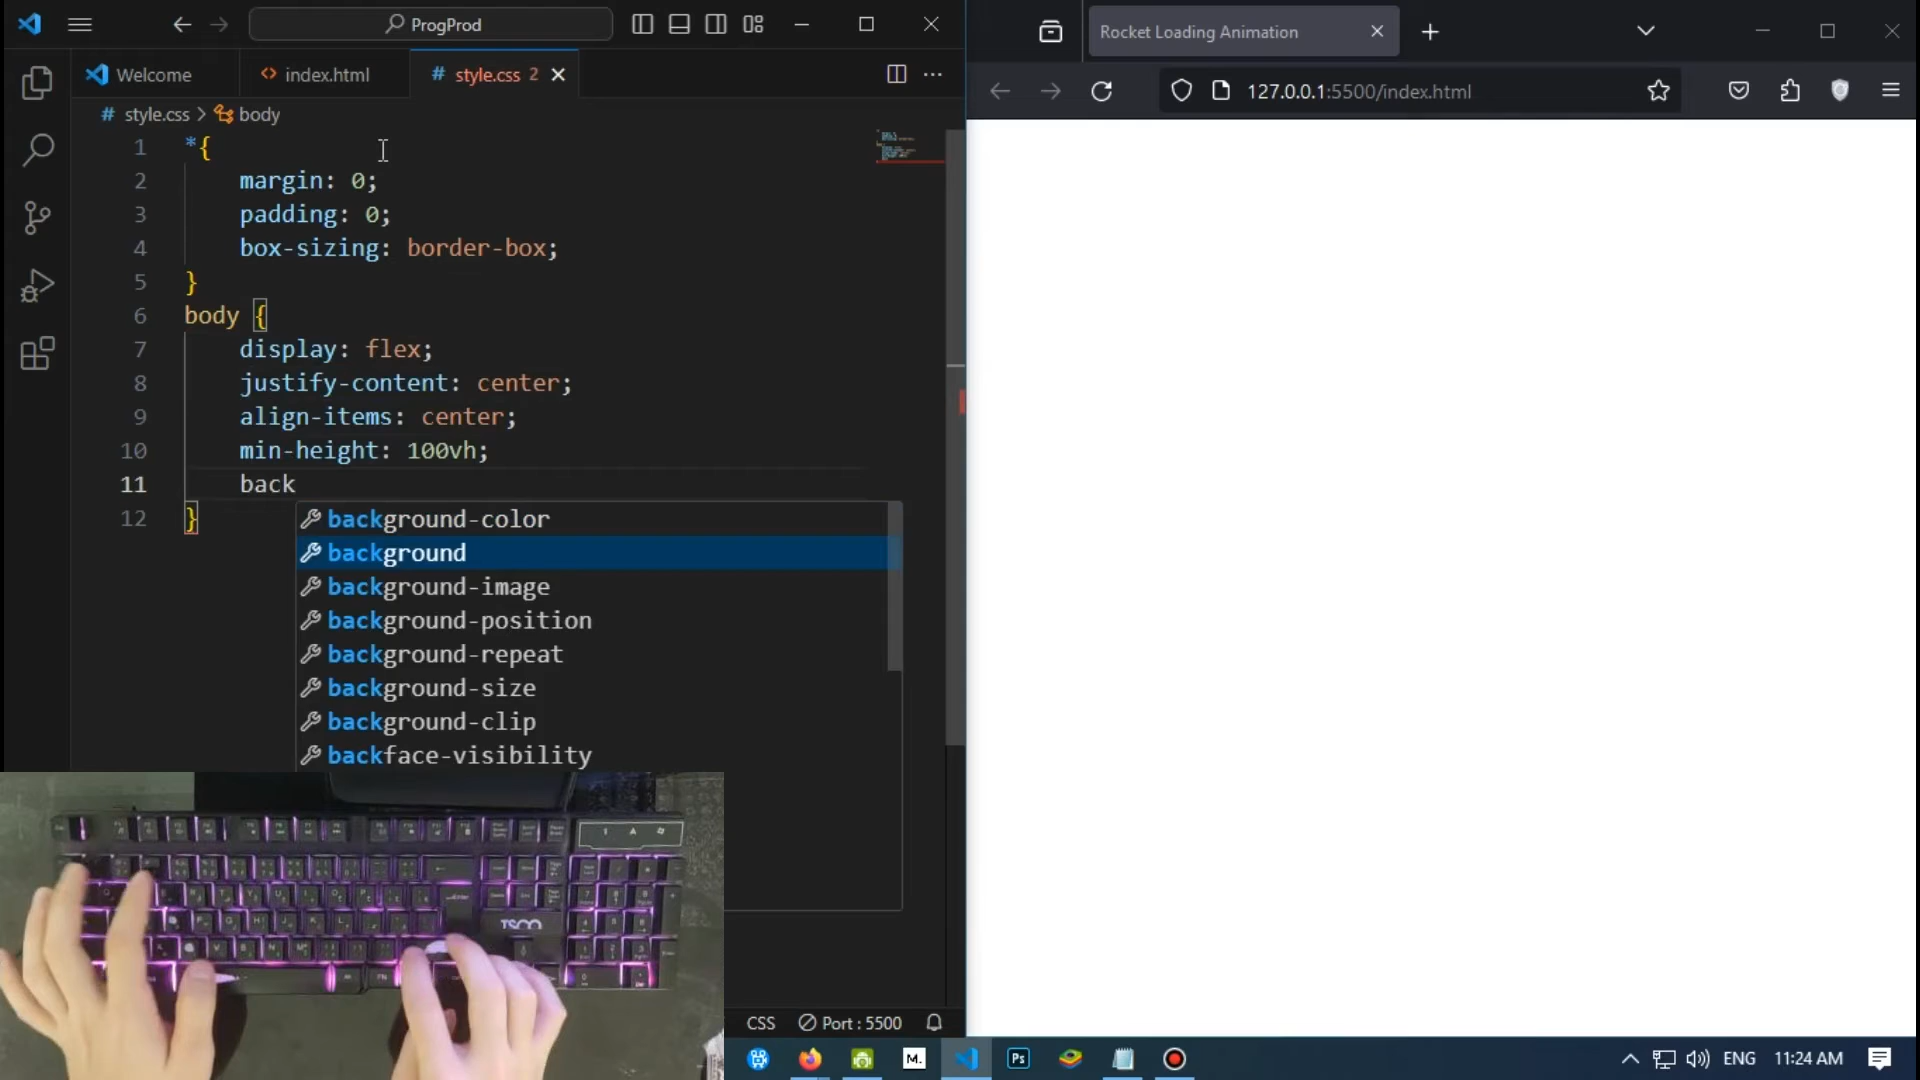 ProgProd
Welcome
index.html
style.css 2
# style.css > body
1 *{
2 margin: 0;
3 padding: 0;
4 box-sizing: border-box;
5 }
6 body {
7 display: flex;
8 justify-content: center;
9 align-items: center;
10 min-height: 100vh;
11 back
12 }
background-color
background
background-image
background-position
background-repeat
background-size
background-clip
backface-visibility
TSCO
CSS
Port : 5500
Rocket Loading Animation
127.0.0.1:5500/index.html
M.
Ps
ENG
11:24 AM